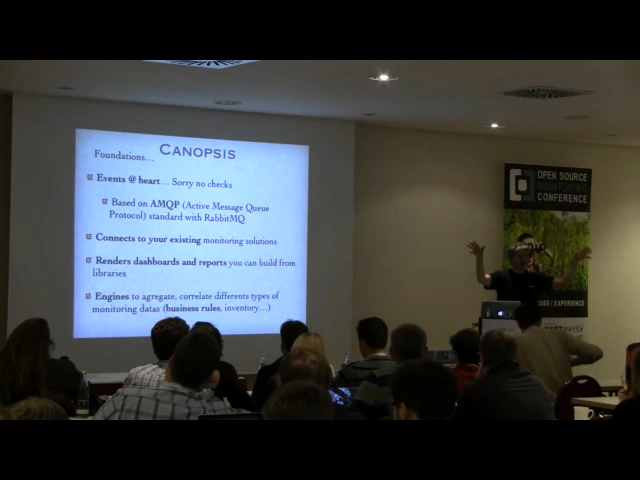 CANOPSIS
Foundations...
Events @ heart... Sorry no checks
Based on AMQP (Active Message Queue
Protocol) standard with RabbitMQ
Connects to your existing monitoring solutions
Renders dashboards and reports you can build from
libraries
Engines to agregate, correlate differents types of
monitoring datas (business rules, inventory...)
OPEN SOURCE
MONITORING
CONFERENCE
EXPERIENCE